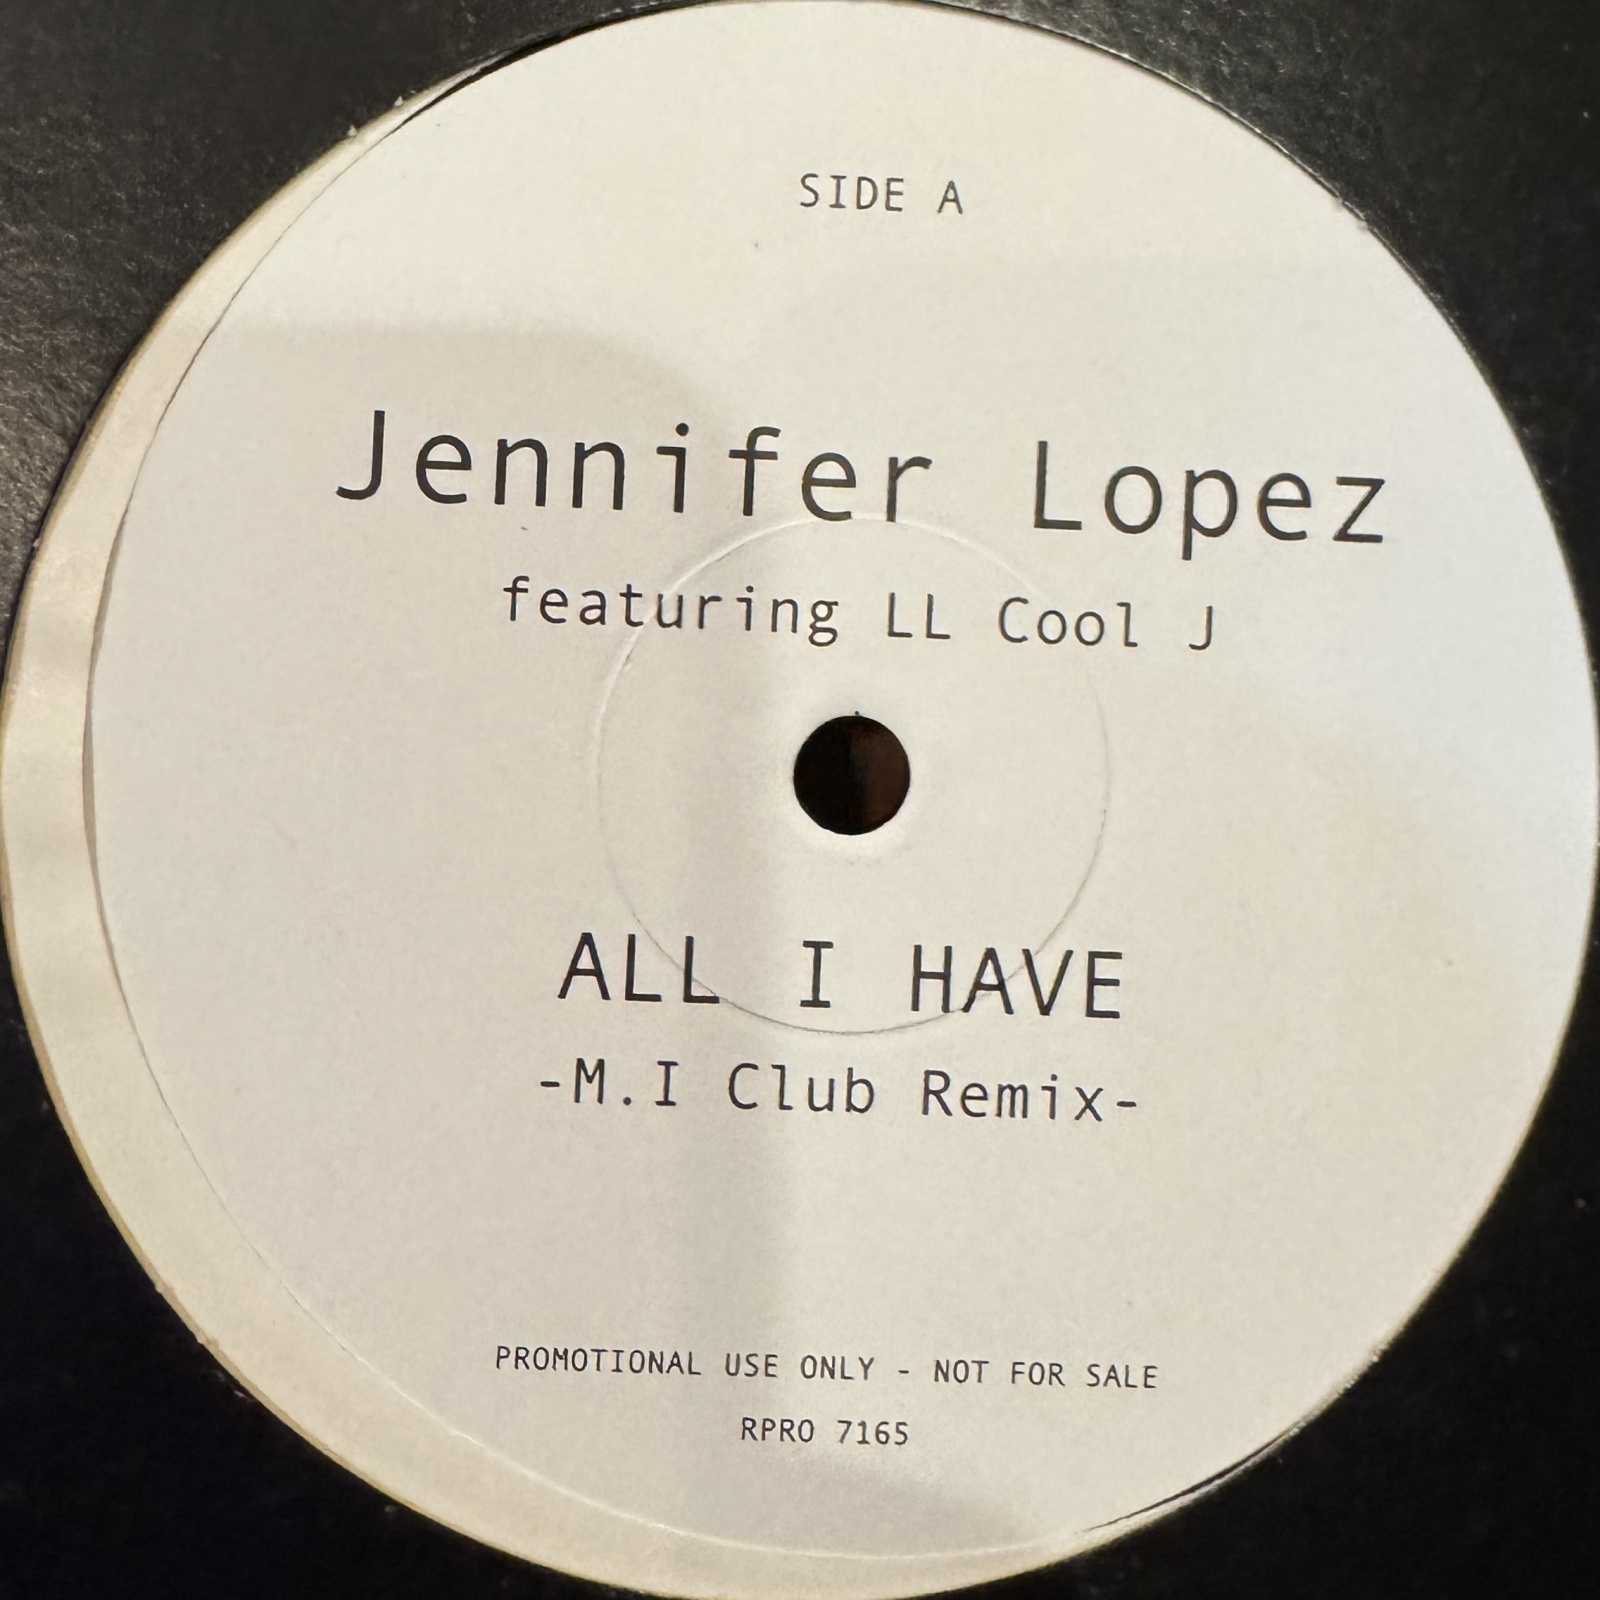 SIDE A
Jennifer Lopez
featuring LL Cool J
ALL I HAVE
-M.I Club Remix-
PROMOTIONAL USE ONLY - NOT FOR SALE
RPRO 7165